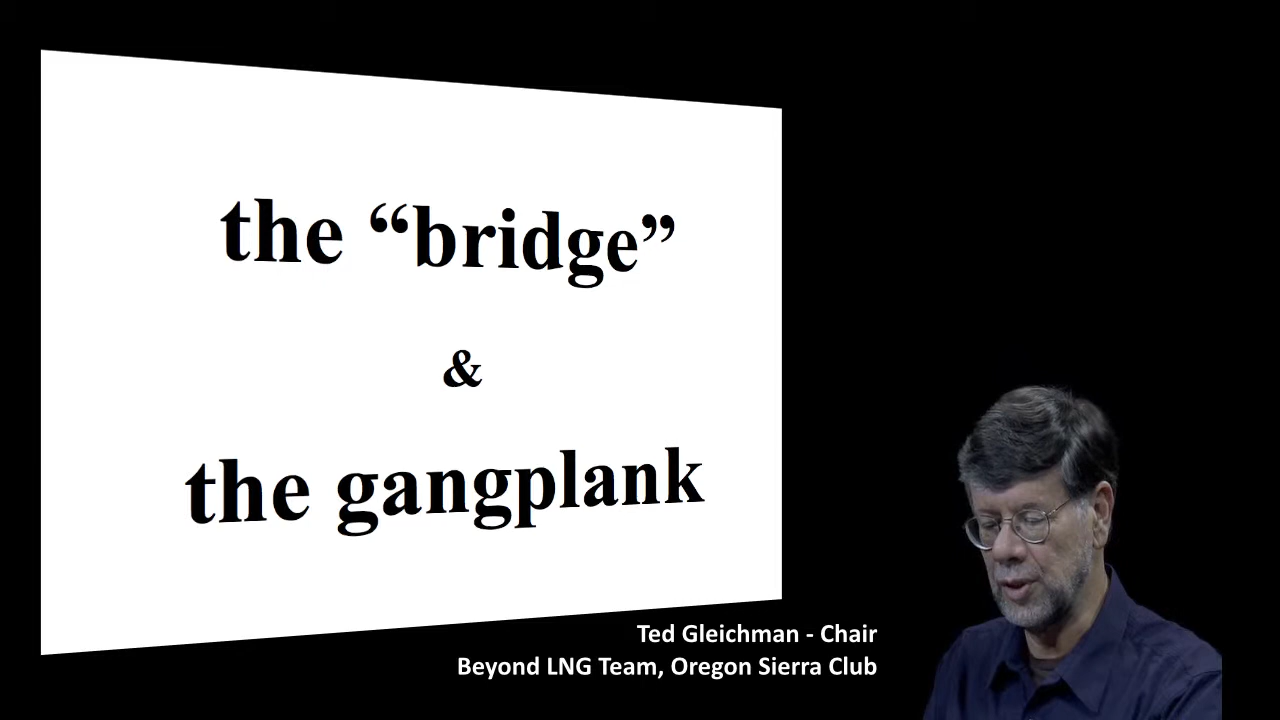 the “bridge”
&
the gangplank
Ted Gleichman - Chair
Beyond LNG Team, Oregon Sierra Club